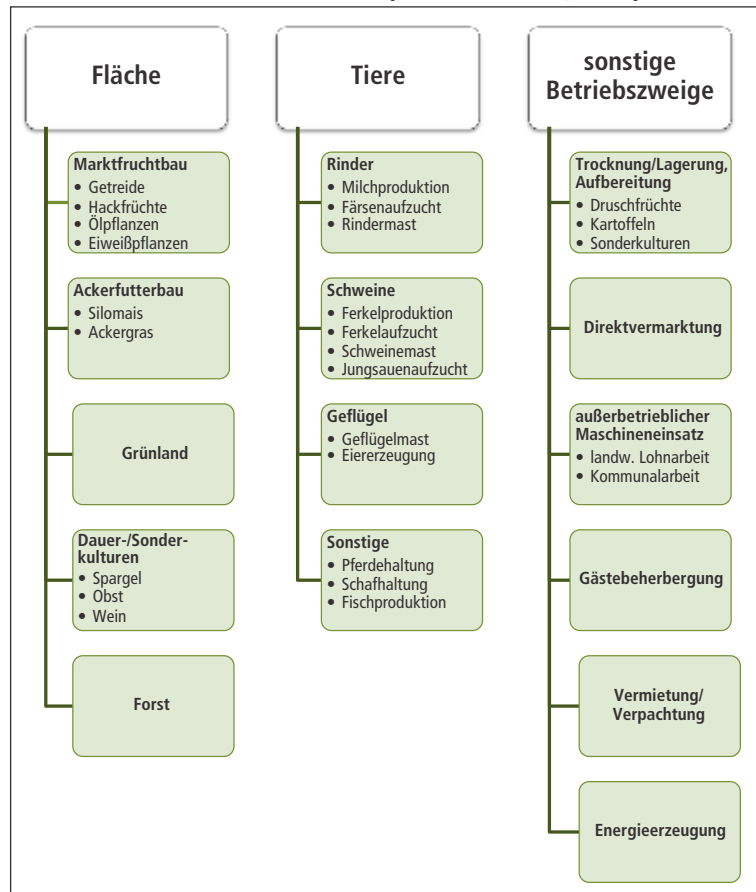 Fläche
Marktfruchtbau
• Getreide
• Hackfrüchte
• Ölpflanzen
• Eiweißpflanzen
Ackerfutterbau
• Silomais
• Ackergras
Grünland
Dauer-/Sonder-
kulturen
• Spargel
• Obst
• Wein
Forst
Tiere
Rinder
• Milchproduktion
• Färsenaufzucht
• Rindermast
Schweine
• Ferkelproduktion
• Ferkelaufzucht
• Schweinemast
• Jungsauenaufzucht
Geflügel
• Geflügelmast
• Eiererzeugung
Sonstige
• Pferdehaltung
• Schafhaltung
• Fischproduktion
sonstige
Betriebszweige
Trocknung/Lagerung,
Aufbereitung
• Druschfrüchte
• Kartoffeln
• Sonderkulturen
Direktvermarktung
außerbetrieblicher
Maschineneinsatz
• landw. Lohnarbeit
• Kommunalarbeit
Gästebeherbergung
Vermietung/
Verpachtung
Energieerzeugung